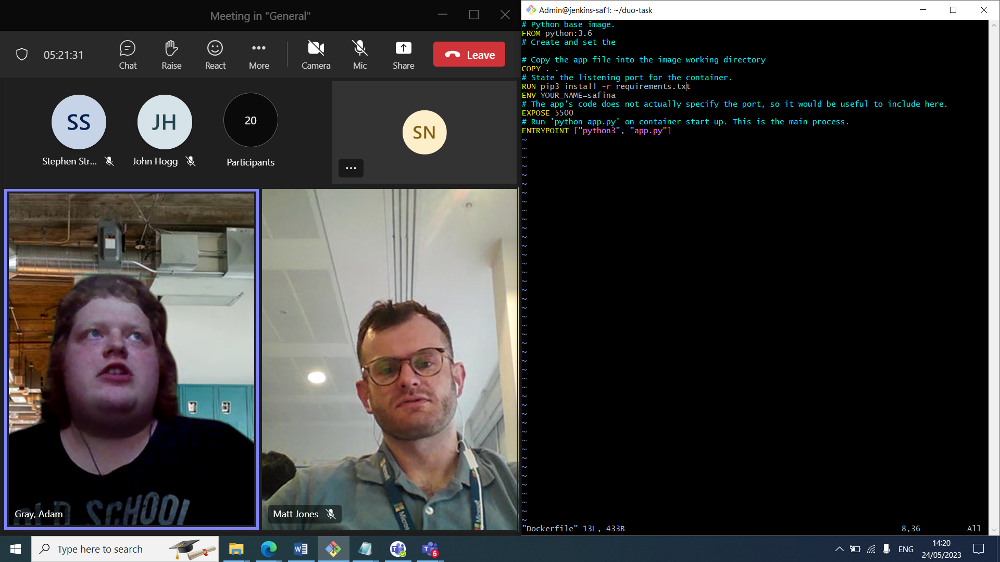 Meeting in "General"
05:21:31
Chat
Raise
React
More
Camera
Mic
Share
Leave
SS
JH
20
SN
Stephen Str...
John Hogg
Participants
OLD SCHOOL
Gray, Adam
Microsof
Matt Jones
Admin@jenkins-saf1: ~/duo-task
# Python base image.
FROM python:3.6
# Create and set the
# Copy the app file into the image working directory
COPY . .
# State the listening port for the container.
RUN pip3 install -r requirements.txt
ENV YOUR_NAME=safina
# The app's code does not actually specify the port, so it would be useful to include here.
EXPOSE 5500
# Run 'python app.py' on container start-up. This is the main process.
ENTRYPOINT ["python3", "app.py"]
"Dockerfile" 13L, 433B
8,36
All
Type here to search
6
ENG
14:20
24/05/2023